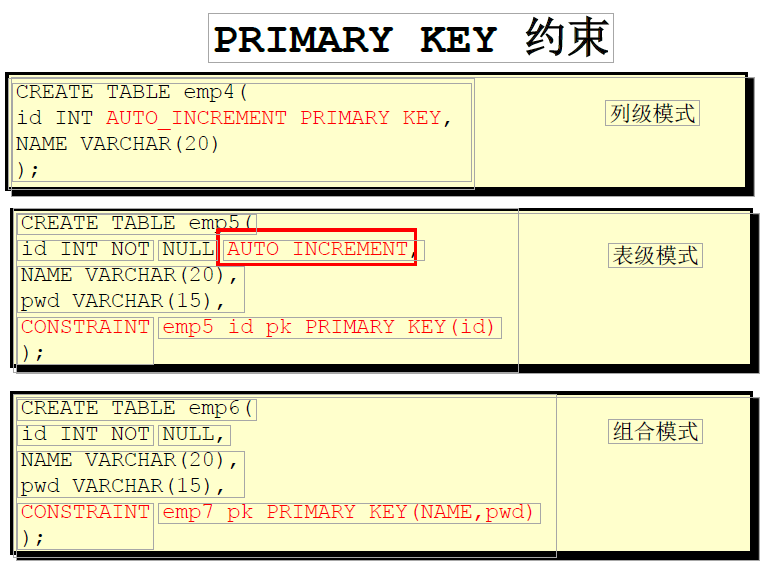 PRIMARY KEY 约束
CREATE TABLE emp4(
id INT AUTO_INCREMENT PRIMARY KEY,
NAME VARCHAR(20)
);
列级模式
CREATE TABLE emp5(
id INT NOT NULL AUTO_INCREMENT,
NAME VARCHAR(20),
pwd VARCHAR(15),
CONSTRAINT emp5_id_pk PRIMARY KEY(id)
);
表级模式
CREATE TABLE emp6(
id INT NOT NULL,
NAME VARCHAR(20),
pwd VARCHAR(15),
CONSTRAINT emp7_pk PRIMARY KEY(NAME,pwd)
);
组合模式